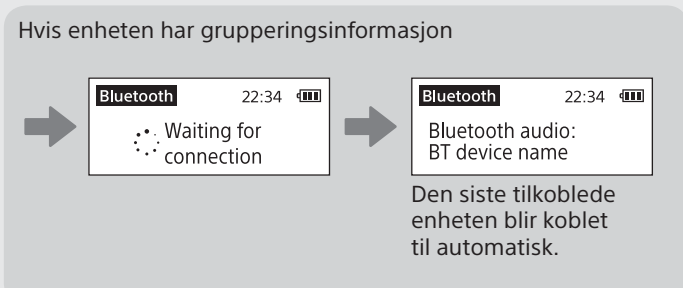 Hvis enheten har grupperingsinformasjon
Bluetooth 22:34
Waiting for
connection
Bluetooth 22:34
Bluetooth audio:
BT device name
Den siste tilkoblede
enheten blir koblet
til automatisk.